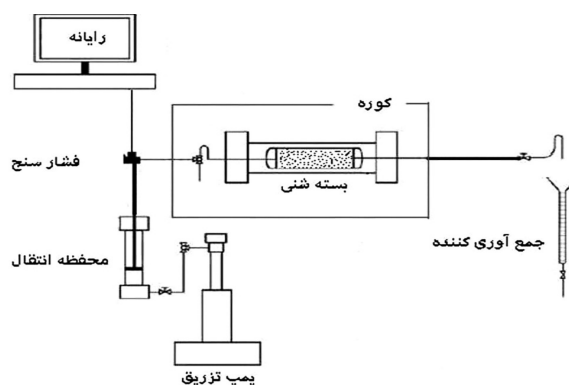 رایانه
کوره
فشار سنج
بسته شنی
جمع آوری کننده
محفظه انتقال
پمپ تزریق